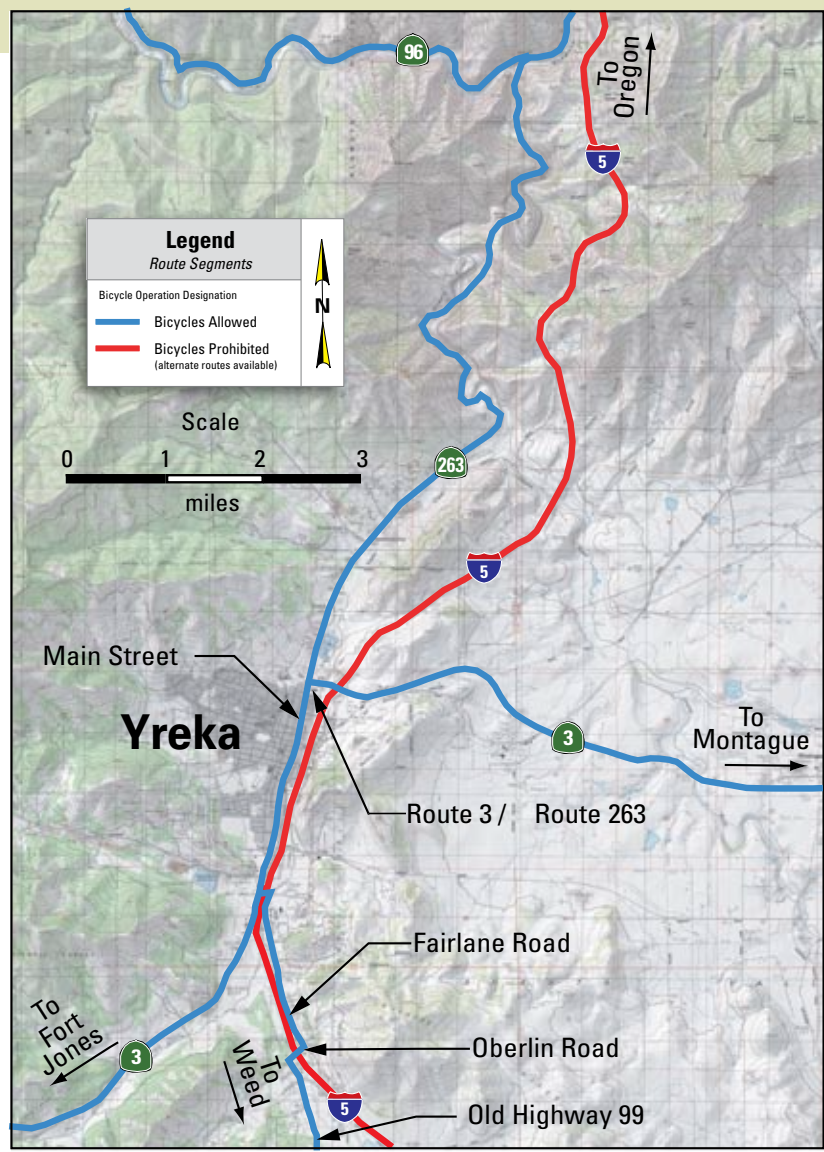 96
To
Oregon
5
Legend
Route Segments
Bicycle Operation Designation
Bicycles Allowed
Bicycles Prohibited
(alternate routes available)
N
Scale
0 1 2 3
miles
263
5
Main Street
Yreka
3
To
Montague
Route 3 / Route 263
Fairlane Road
To
Fort
Jones
3
To
Weed
Oberlin Road
5
Old Highway 99